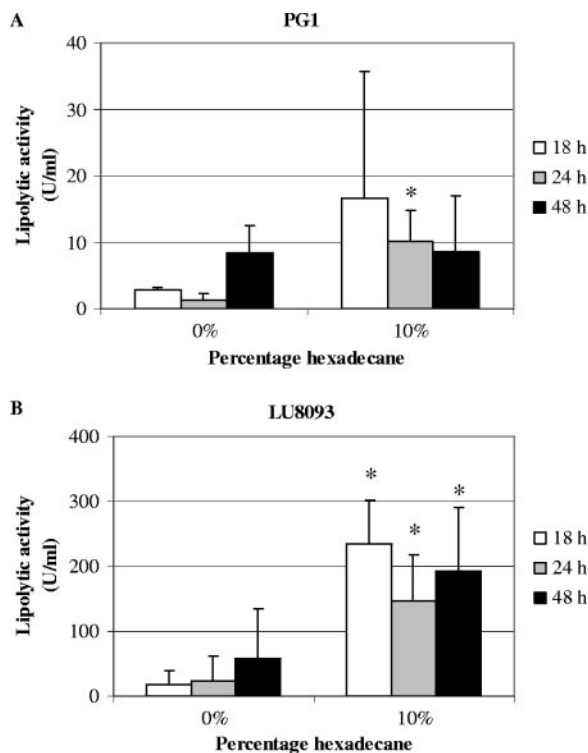 A
PG1
Lipolytic activity
(U/ml)
40
30
20
10
0
*
18 h
24 h
48 h
0%
10%
Percentage hexadecane
B
LU8093
Lipolytic activity
(U/ml)
400
300
200
100
0
*
*
*
18 h
24 h
48 h
0%
10%
Percentage hexadecane